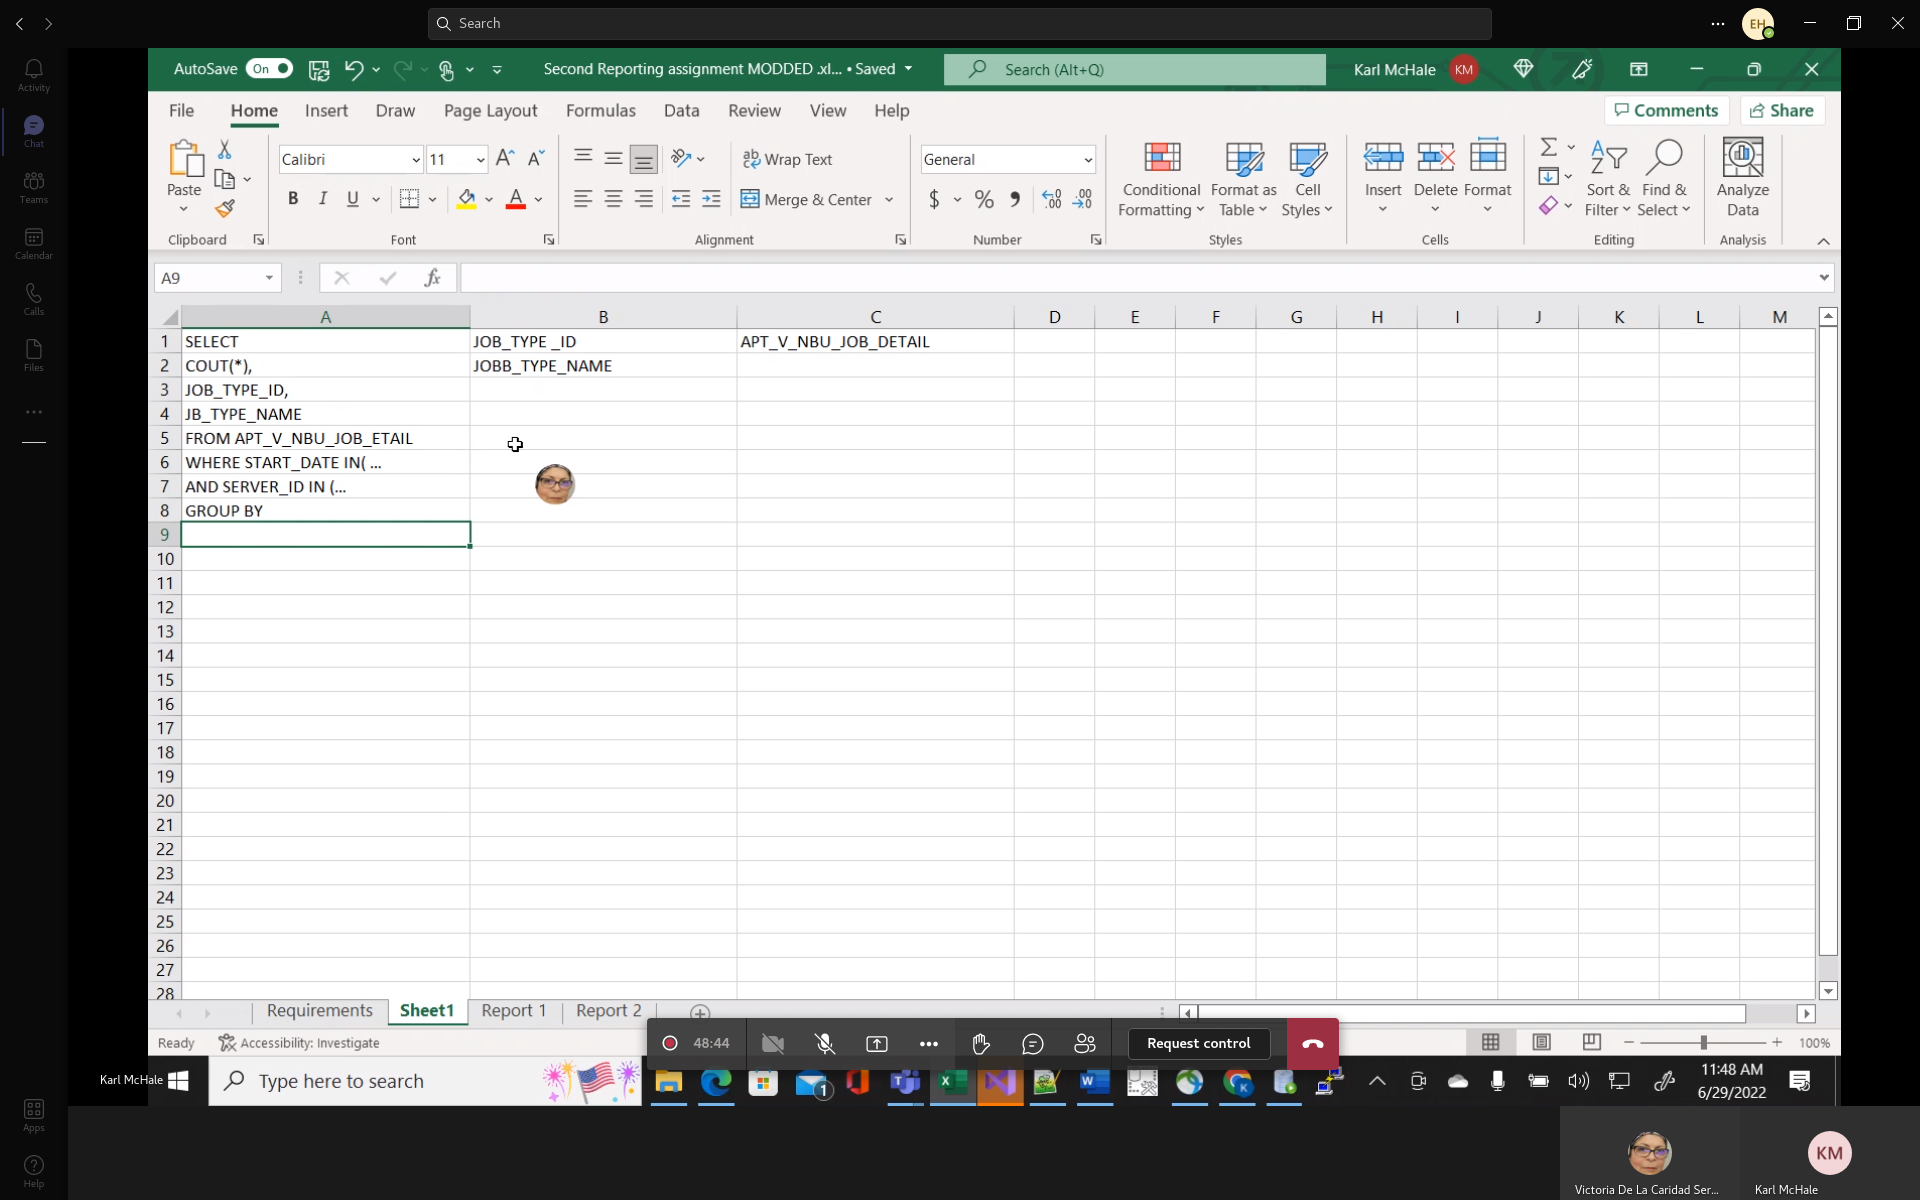 Search
EH
Activity
Chat
Teams
Calendar
Calls
Files
Apps
Help
AutoSave On Second Reporting assignment MODDED .xl... • Saved Search (Alt+Q) Karl McHale KM
File Home Insert Draw Page Layout Formulas Data Review View Help Comments Share
Paste
Calibri 11
B I U
Wrap Text
Merge & Center
General
$ % 9
Conditional Formatting
Format as Table
Cell Styles
Insert Delete Format
Sort & Filter
Find & Select
Analyze Data
Clipboard Font Alignment Number Styles Cells Editing Analysis
A9 fx
A B C D E F G H I J K L M
1 SELECT JOB_TYPE _ID APT_V_NBU_JOB_DETAIL
2 COUT(*), JOBB_TYPE_NAME
3 JOB_TYPE_ID,
4 JB_TYPE_NAME
5 FROM APT_V_NBU_JOB_ETAIL
6 WHERE START_DATE IN( ...
7 AND SERVER_ID IN (...
8 GROUP BY
9
10
11
12
13
14
15
16
17
18
19
20
21
22
23
24
25
26
27
28
Requirements Sheet1 Report 1 Report 2
Ready Accessibility: Investigate 100%
48:44 Request control
Karl McHale
Type here to search
1
11:48 AM
6/29/2022
KM
Victoria De La Caridad Ser...
Karl McHale